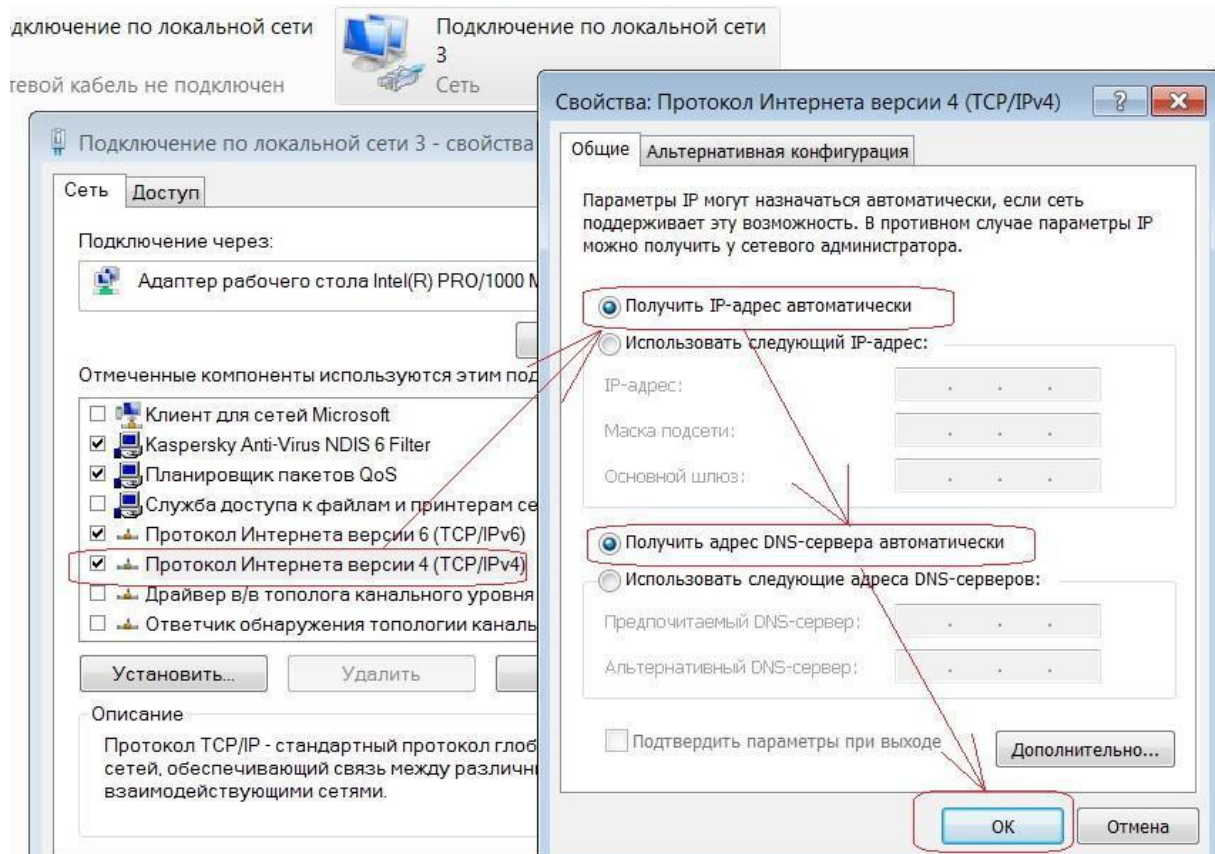 дключение по локальной сети
тевой кабель не подключен
Подключение по локальной сети
3
Сеть
Подключение по локальной сети 3 - свойства
Сеть
Доступ
Подключение через:
Адаптер рабочего стола Intel(R) PRO/1000 M
Отмеченные компоненты используются этим под
Клиент для сетей Microsoft
Kaspersky Anti-Virus NDIS 6 Filter
Планировщик пакетов QoS
Служба доступа к файлам и принтерам се
Протокол Интернета версии 6 (TCP/IPv6)
Протокол Интернета версии 4 (TCP/IPv4)
Драйвер в/в тополога канального уровня
Ответчик обнаружения топологии каналь
Установить...
Удалить
Описание
Протокол TCP/IP - стандартный протокол глоб
сетей, обеспечивающий связь между различн
взаимодействующими сетями.
Свойства: Протокол Интернета версии 4 (TCP/IPv4)
Общие
Альтернативная конфигурация
Параметры IP могут назначаться автоматически, если сеть
поддерживает эту возможность. В противном случае параметры IP
можно получить у сетевого администратора.
Получить IP-адрес автоматически
Использовать следующий IP-адрес:
IP-адрес:
Маска подсети:
Основной шлюз:
Получить адрес DNS-сервера автоматически
Использовать следующие адреса DNS-серверов:
Предпочитаемый DNS-сервер:
Альтернативный DNS-сервер:
Подтвердить параметры при выходе
Дополнительно...
ОК
Отмена